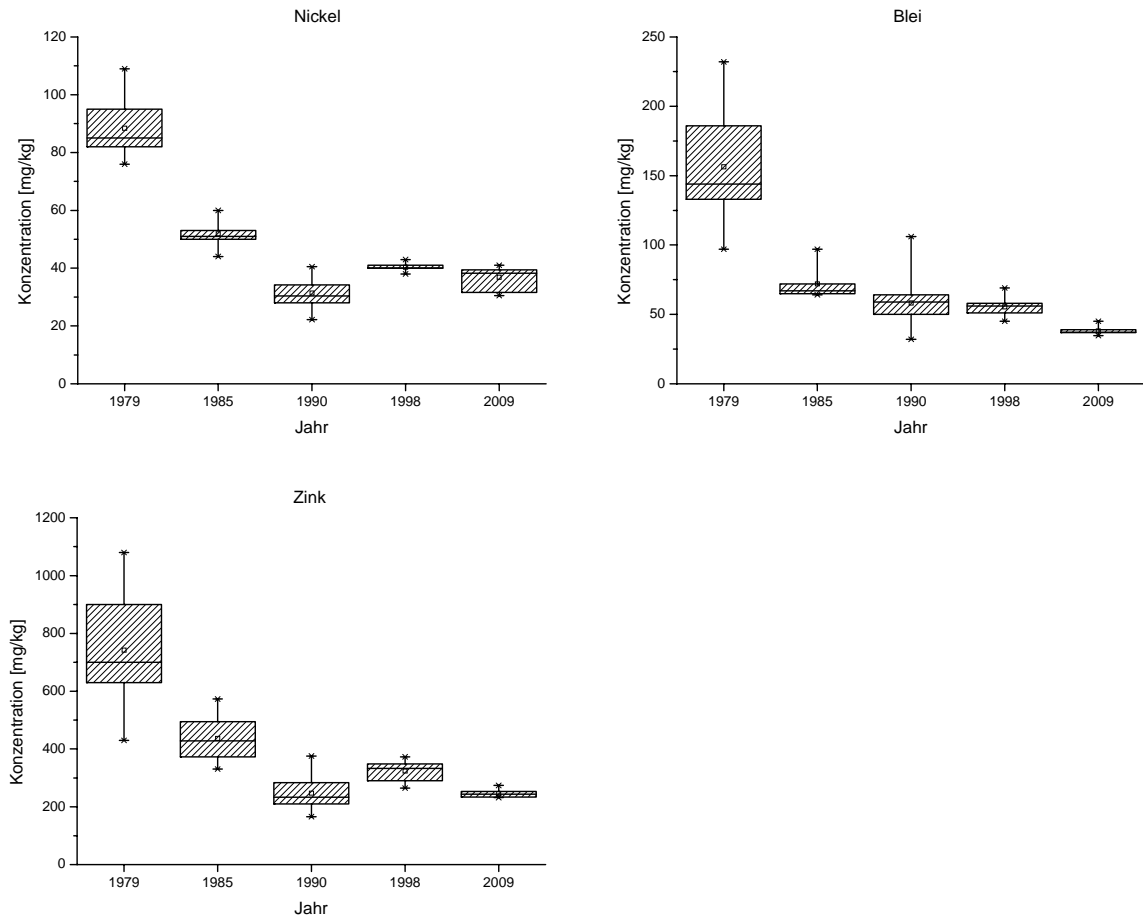 Nickel
120
100
80
60
40
20
0
Konzentration [mg/kg]
1979 1985 1990 1998 2009
Jahr
Blei
250
200
150
100
50
0
Konzentration [mg/kg]
1979 1985 1990 1998 2009
Jahr
Zink
1200
1000
800
600
400
200
0
Konzentration [mg/kg]
1979 1985 1990 1998 2009
Jahr